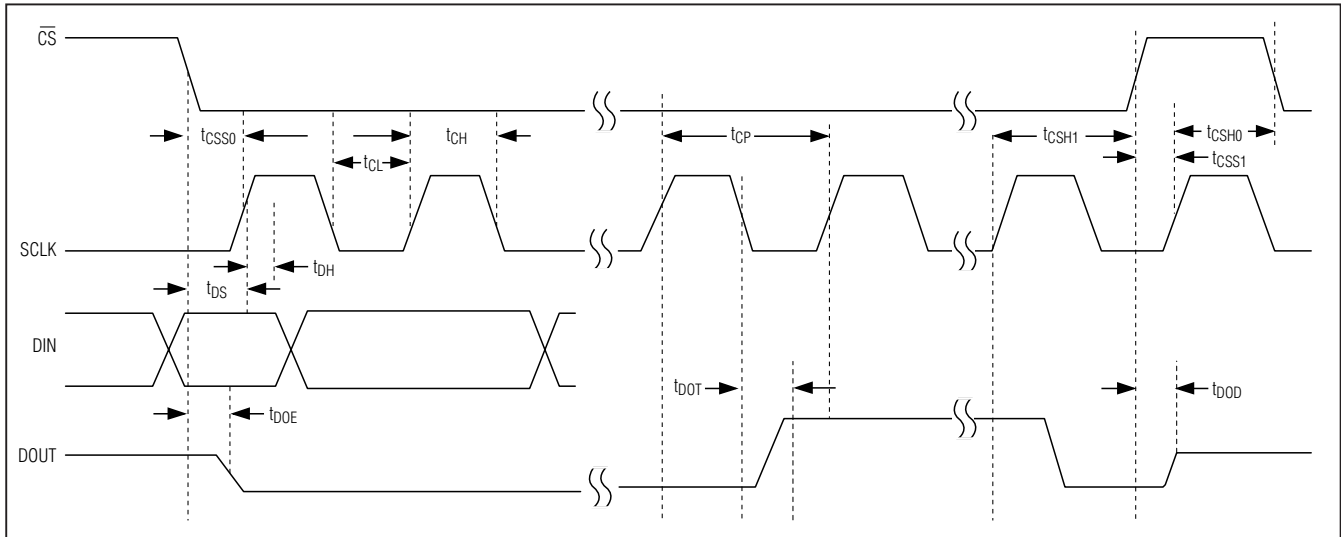 CS
tCSS0
tCL
tCH
tCP
tCSH1
tCSH0
tCSS1
SCLK
tDH
tDS
DIN
tDOE
tDOT
tDOD
DOUT